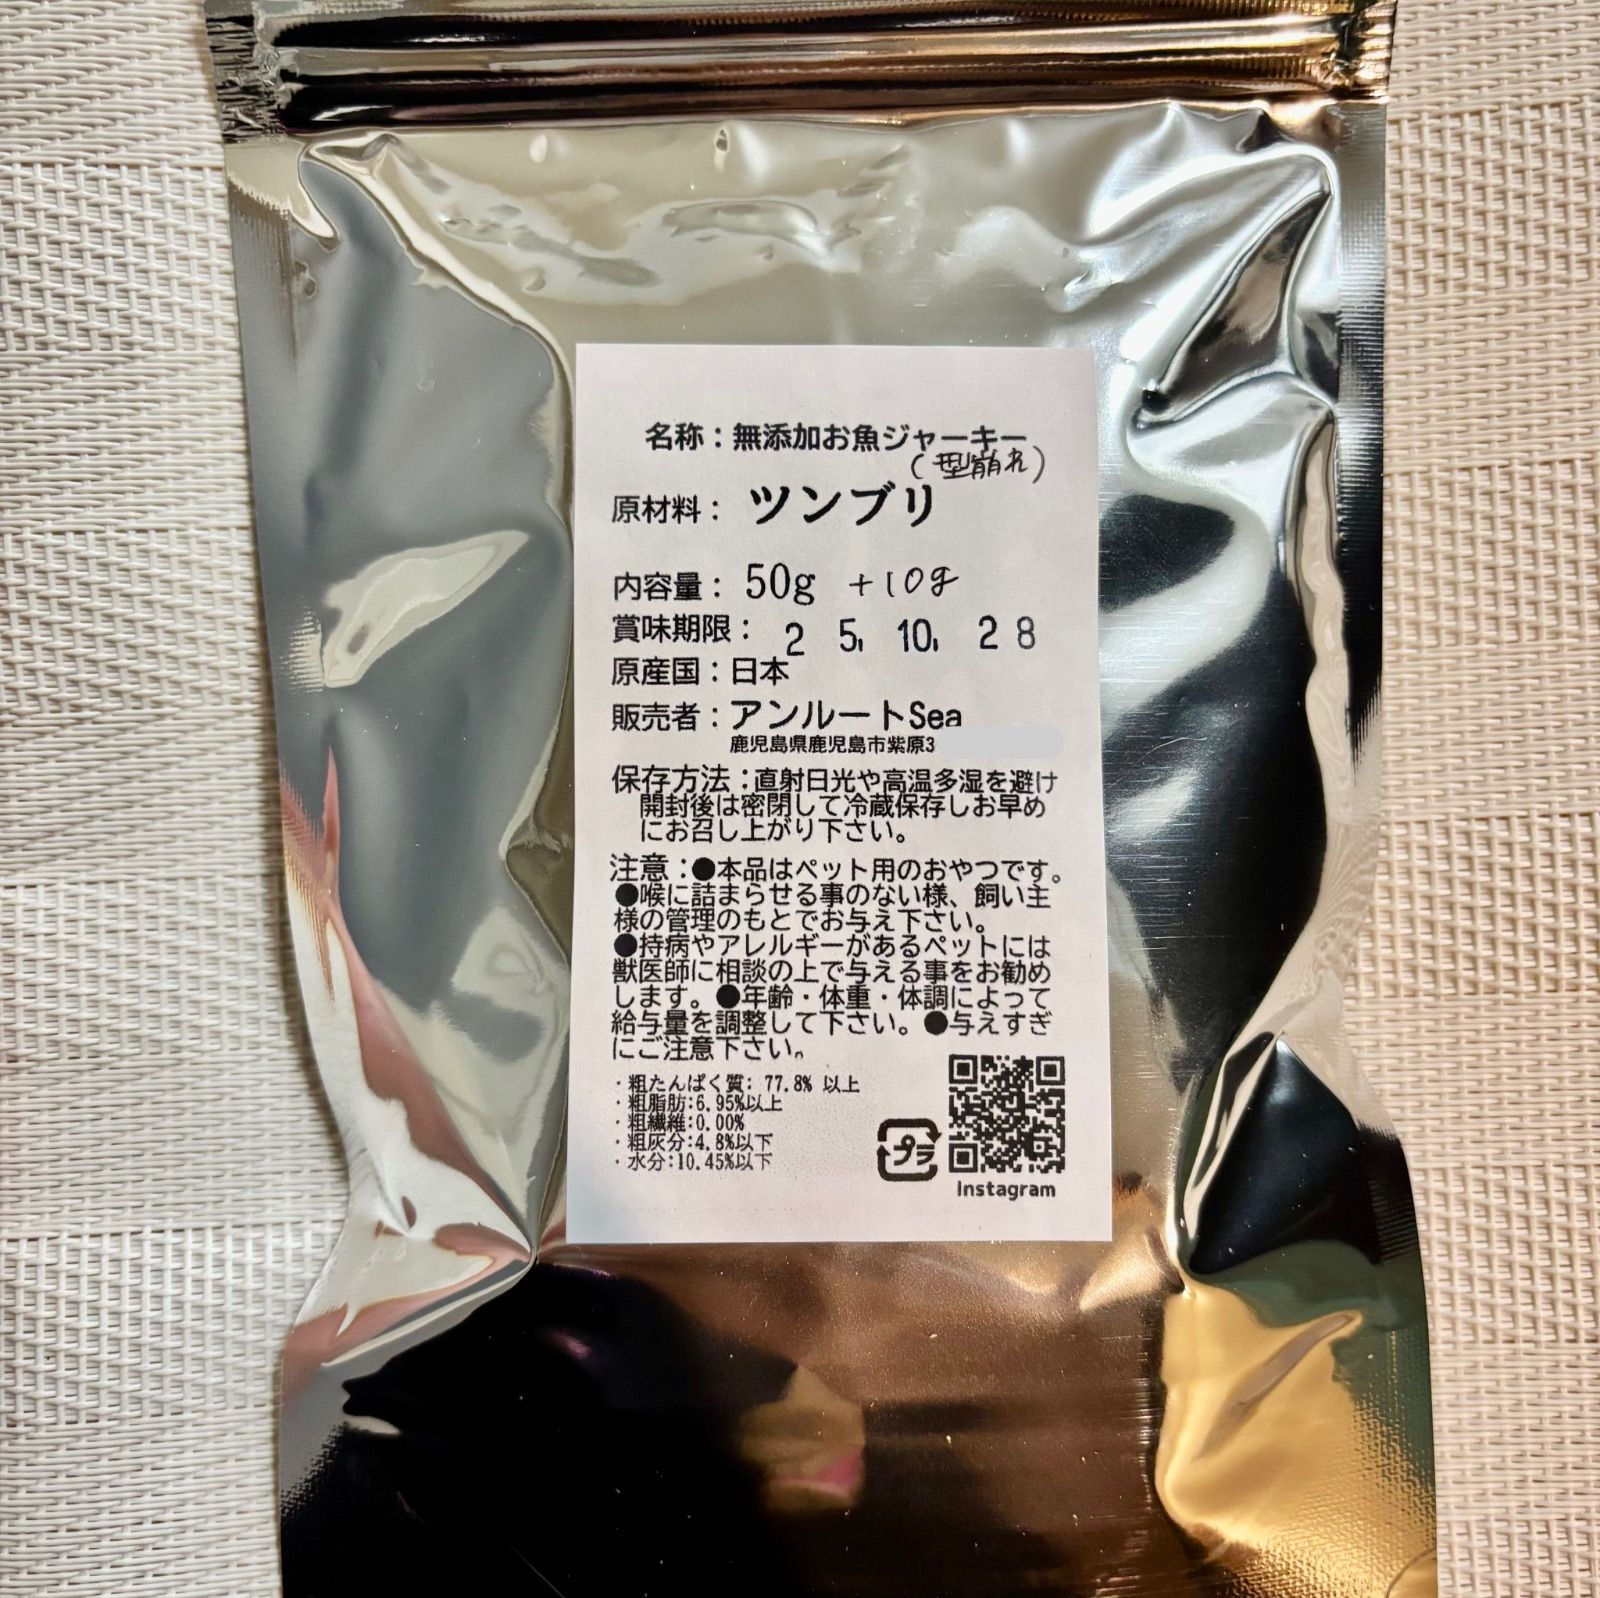 名称：無添加お魚ジャーキー
（型崩れ）
原材料： ツンブリ
内容量： 50g +10g
賞味期限： 25, 10, 28
原産国：日本
販売者：アンルートSea
鹿児島県鹿児島市紫原3
保存方法：直射日光や高温多湿を避け
開封後は密閉して冷蔵保存しお早め
にお召し上がり下さい。
注意：●本品はペット用のおやつです。
●喉に詰まらせる事のない様、飼い主
様の管理のもとでお与え下さい。
●持病やアレルギーがあるペットには
獣医師に相談の上で与える事をお勧め
します。●年齢・体重・体調によって
給与量を調整して下さい。●与えすぎ
にご注意下さい。
・粗たんぱく質: 77.8% 以上
・粗脂肪:6.95%以上
・粗繊維:0.00%
・粗灰分:4.8%以下
・水分:10.45%以下
プラ
Instagram